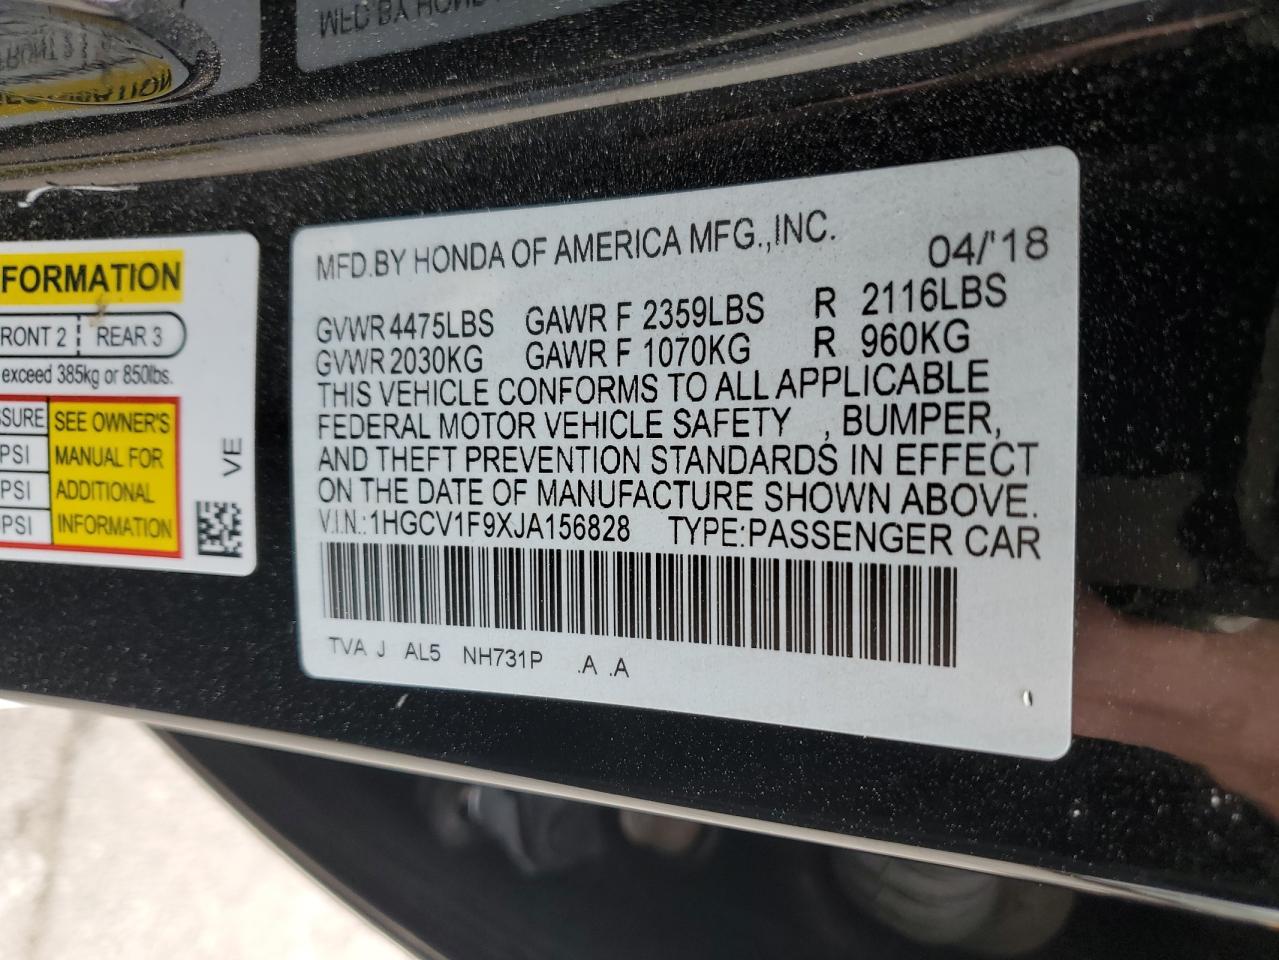 FORMATION
RONT 2 REAR 3
exceed 385kg or 850lbs.
SSURE SEE OWNER'S
PSI MANUAL FOR
PSI ADDITIONAL
PSI INFORMATION
VE
MFD.BY HONDA OF AMERICA MFG.,INC. 04/'18
GVWR 4475LBS GAWR F 2359LBS R 2116LBS
GVWR 2030KG GAWR F 1070KG R 960KG
THIS VEHICLE CONFORMS TO ALL APPLICABLE
FEDERAL MOTOR VEHICLE SAFETY , BUMPER,
AND THEFT PREVENTION STANDARDS IN EFFECT
ON THE DATE OF MANUFACTURE SHOWN ABOVE.
V.I.N.:1HGCV1F9XJA156828 TYPE:PASSENGER CAR
TVA J AL5 NH731P .A .A